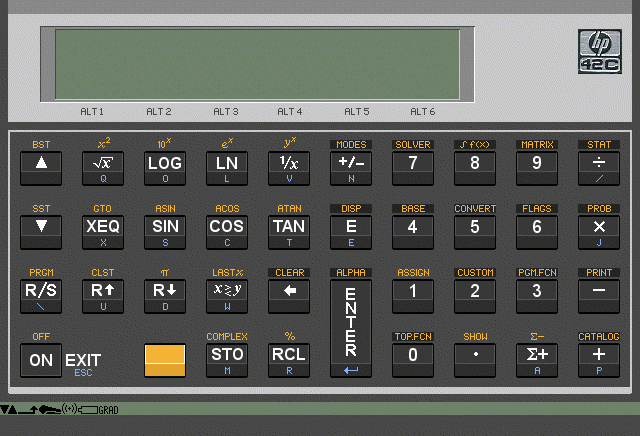 hp
42C
ALT1 ALT2 ALT3 ALT4 ALT5 ALT6
BST x² 10ˣ eˣ yˣ MODES SOLVER ∫f(x) MATRIX STAT
▲ √x LOG LN 1/x +/− 7 8 9 ÷
Q O L V N /
SST GTO ASIN ACOS ATAN DISP BASE CONVERT FLAGS PROB
▼ XEQ SIN COS TAN E 4 5 6 ×
X S C T E J
PRGM CLST π LASTx CLEAR ALPHA ASSIGN CUSTOM PGM.FCN PRINT
R/S R↑ R↓ x≷y ← ENTER 1 2 3 −
\ U D W
OFF COMPLEX % TOP.FCN SHOW Σ− CATALOG
ON EXIT STO RCL 0 · Σ+ +
ESC M R ↵ A P
▼▲ GRAD